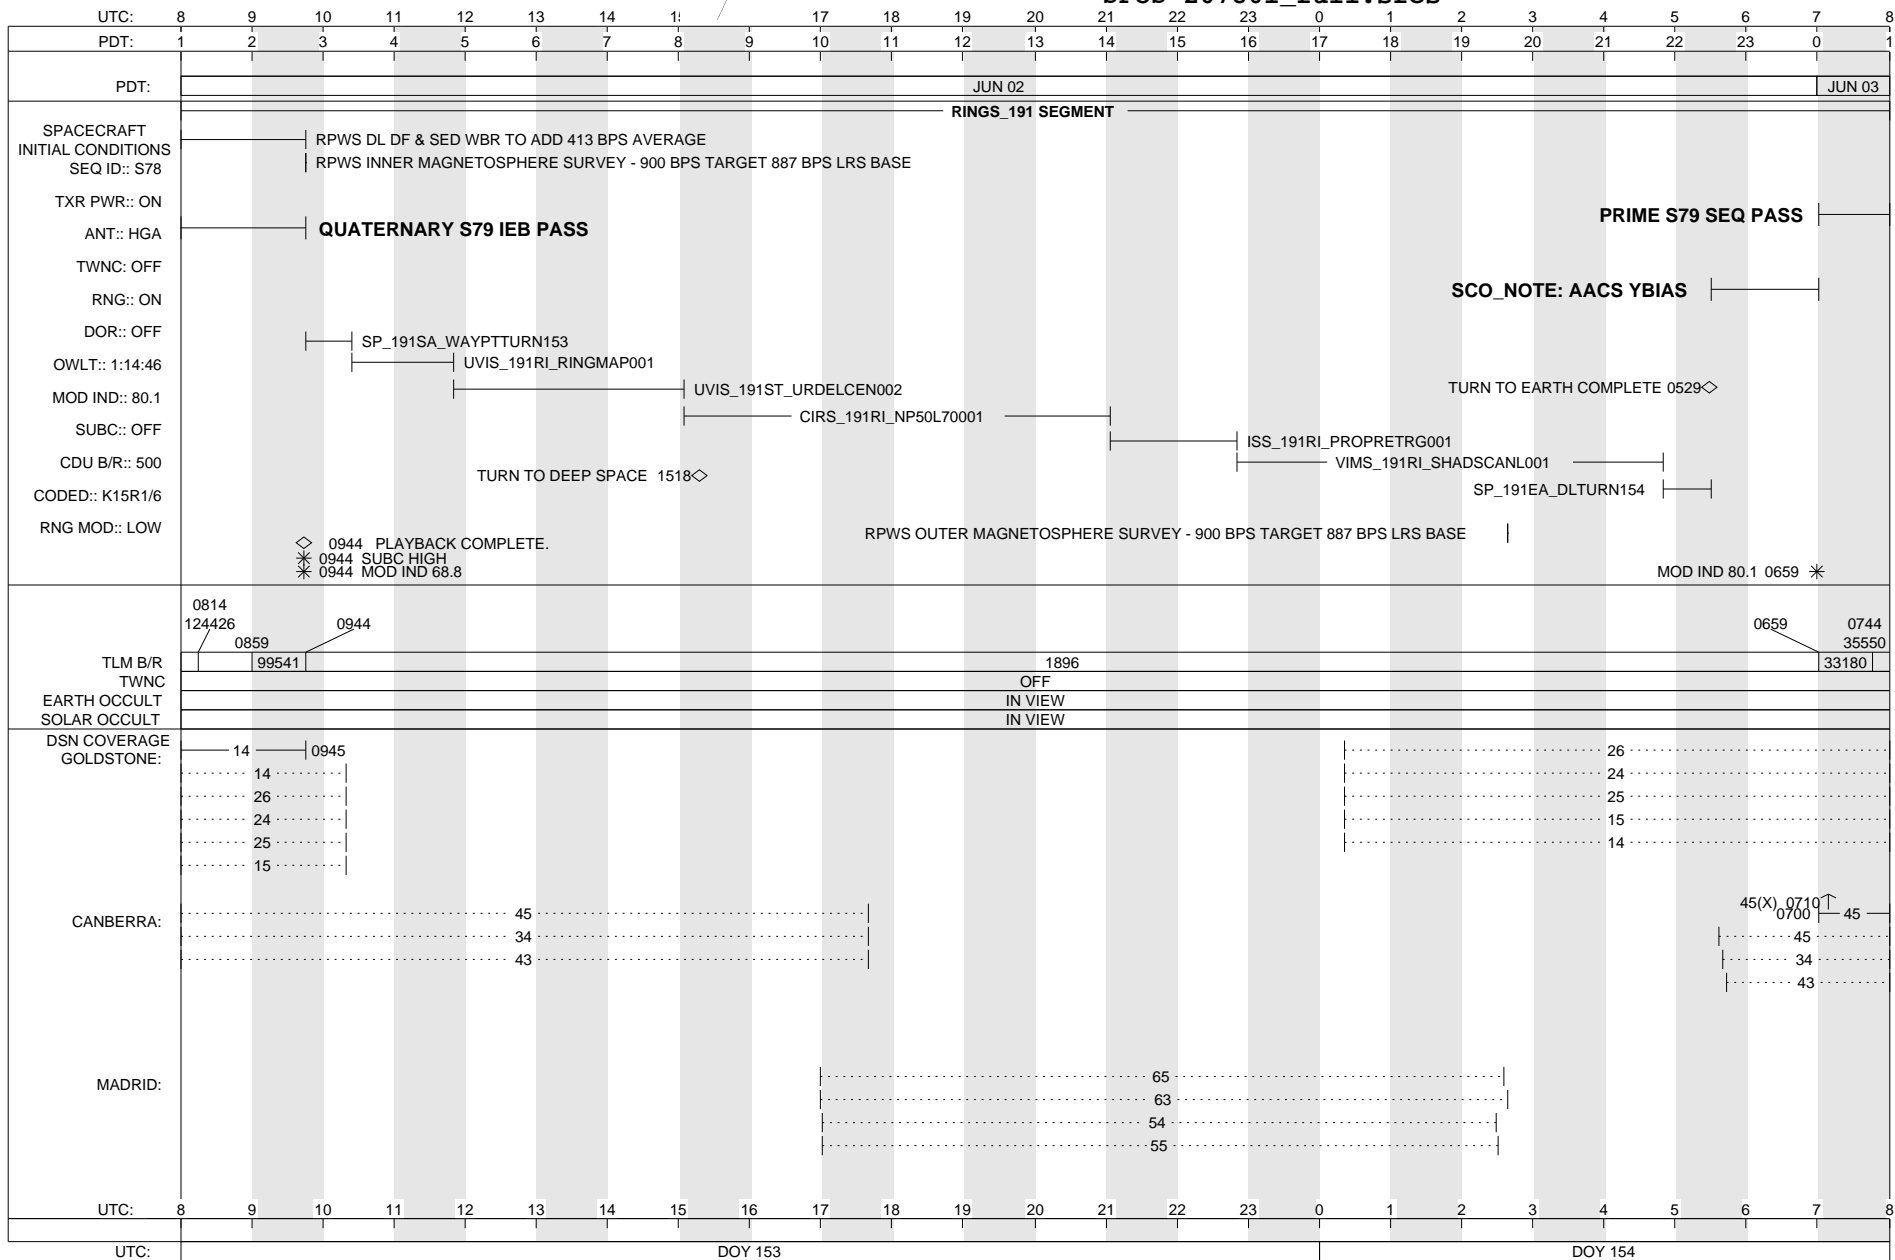 SFOS-207801_full.sfos
UTC: 8 9 10 11 12 13 14 17 18 19 20 21 22 23 0 1 2 3 4 5 6 7 8
PDT: 1 2 3 4 5 6 7 8 9 10 11 12 13 14 15 16 17 18 19 20 21 22 23 0 1
PDT: JUN 02 JUN 03
RINGS_191 SEGMENT
SPACECRAFT
INITIAL CONDITIONS
SEQ ID:: S78
TXR PWR:: ON
ANT:: HGA
TWNC: OFF
RNG:: ON
DOR:: OFF
OWLT:: 1:14:46
MOD IND:: 80.1
SUBC:: OFF
CDU B/R:: 500
CODED:: K15R1/6
RNG MOD:: LOW
RPWS DL DF & SED WBR TO ADD 413 BPS AVERAGE
RPWS INNER MAGNETOSPHERE SURVEY - 900 BPS TARGET 887 BPS LRS BASE
PRIME S79 SEQ PASS
QUATERNARY S79 IEB PASS
SCO_NOTE: AACS YBIAS
SP_191SA_WAYPTTURN153
UVIS_191RI_RINGMAP001
UVIS_191ST_URDELCEN002
TURN TO EARTH COMPLETE 0529
CIRS_191RI_NP50L70001
ISS_191RI_PROPRETRG001
VIMS_191RI_SHADSCANL001
TURN TO DEEP SPACE 1518
SP_191EA_DLTURN154
RPWS OUTER MAGNETOSPHERE SURVEY - 900 BPS TARGET 887 BPS LRS BASE
0944 PLAYBACK COMPLETE.
0944 SUBC HIGH
0944 MOD IND 68.8
MOD IND 80.1 0659
0814
124426 0944 0659 0744
0859 35550
TLM B/R 99541 1896 33180
TWNC OFF
EARTH OCCULT IN VIEW
SOLAR OCCULT IN VIEW
DSN COVERAGE
GOLDSTONE:
14 0945 26
14 24
26 25
24 15
25 14
15
CANBERRA:
45(X) 0710
45 0700 45
34 45
43 34
43
MADRID:
65
63
54
55
UTC: 8 9 10 11 12 13 14 15 16 17 18 19 20 21 22 23 0 1 2 3 4 5 6 7 8
UTC: DOY 153 DOY 154